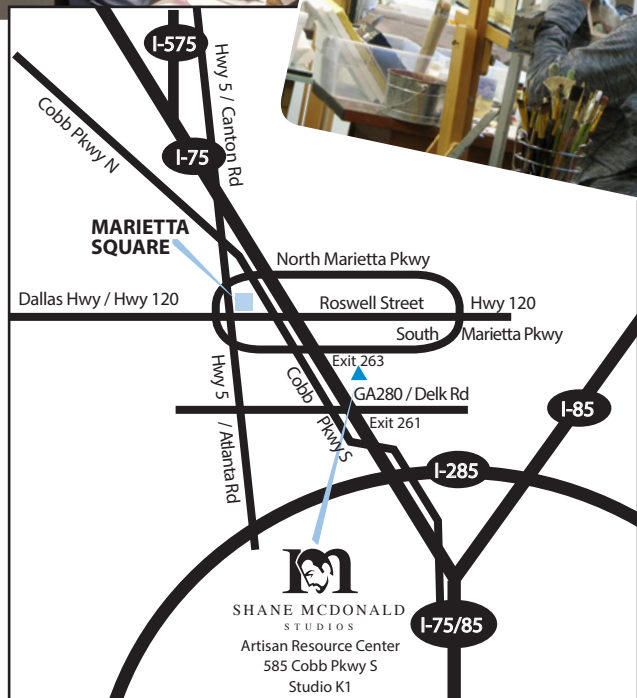 I-575
Hwy 5 / Canton Rd
Cobb Pkwy N
I-75
MARIETTA
SQUARE
North Marietta Pkwy
Dallas Hwy / Hwy 120
Roswell Street
Hwy 120
South
Marietta Pkwy
Exit 263
Hwy 5
/ Atlanta Rd
Cobb
Pkwy S
GA280 / Delk Rd
Exit 261
I-85
I-285
m
SHANE MCDONALD
STUDIOS
I-75/85
Artisan Resource Center
585 Cobb Pkwy S
Studio K1